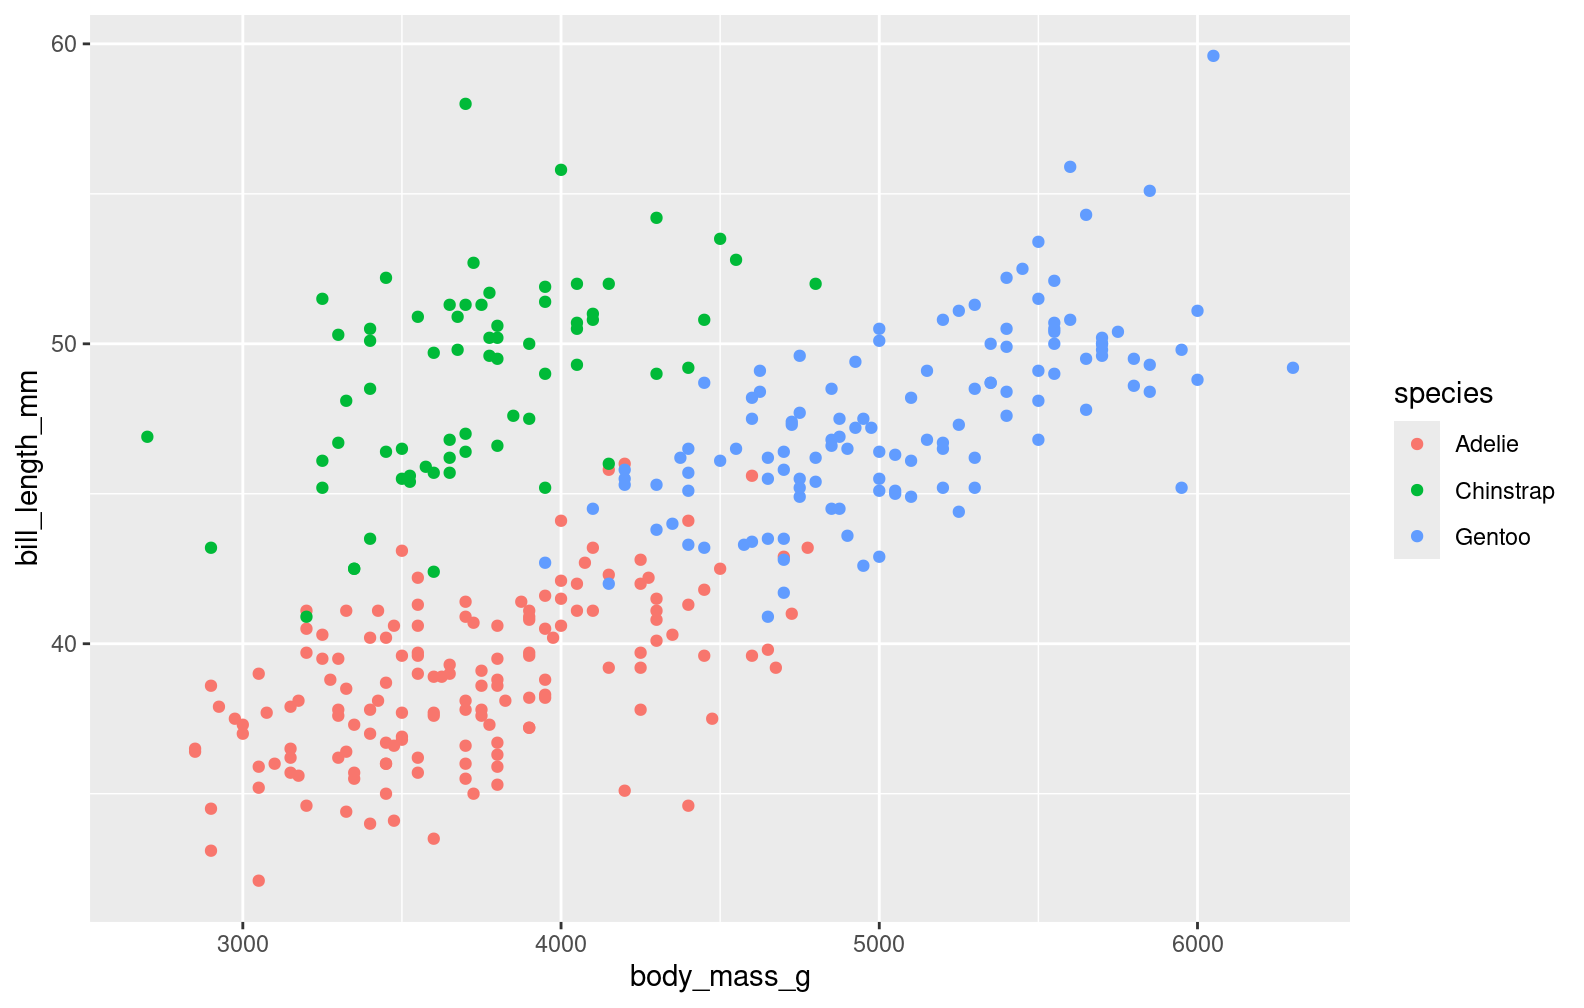 60
50
40
bill_length_mm
3000 4000 5000 6000
body_mass_g
species
Adelie
Chinstrap
Gentoo